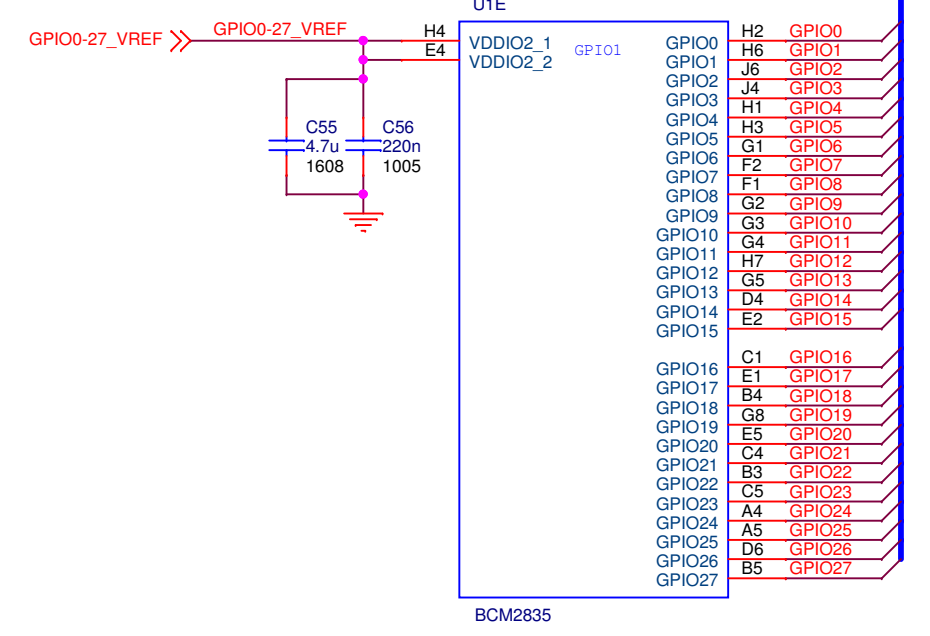 U1E
GPIO0-27_VREF GPIO0-27_VREF H4 VDDIO2_1 GPIO1 GPIO0 H2 GPIO0
E4 VDDIO2_2 GPIO1 H6 GPIO1
GPIO2 J6 GPIO2
GPIO3 J4 GPIO3
GPIO4 H1 GPIO4
C55 C56 GPIO5 H3 GPIO5
4.7u 220n GPIO6 G1 GPIO6
1608 1005 GPIO7 F2 GPIO7
GPIO8 F1 GPIO8
GPIO9 G2 GPIO9
GPIO10 G3 GPIO10
GPIO11 G4 GPIO11
GPIO12 H7 GPIO12
GPIO13 G5 GPIO13
GPIO14 D4 GPIO14
GPIO15 E2 GPIO15
GPIO16 C1 GPIO16
GPIO17 E1 GPIO17
GPIO18 B4 GPIO18
GPIO19 G8 GPIO19
GPIO20 E5 GPIO20
GPIO21 C4 GPIO21
GPIO22 B3 GPIO22
GPIO23 C5 GPIO23
GPIO24 A4 GPIO24
GPIO25 A5 GPIO25
GPIO26 D6 GPIO26
GPIO27 B5 GPIO27
BCM2835